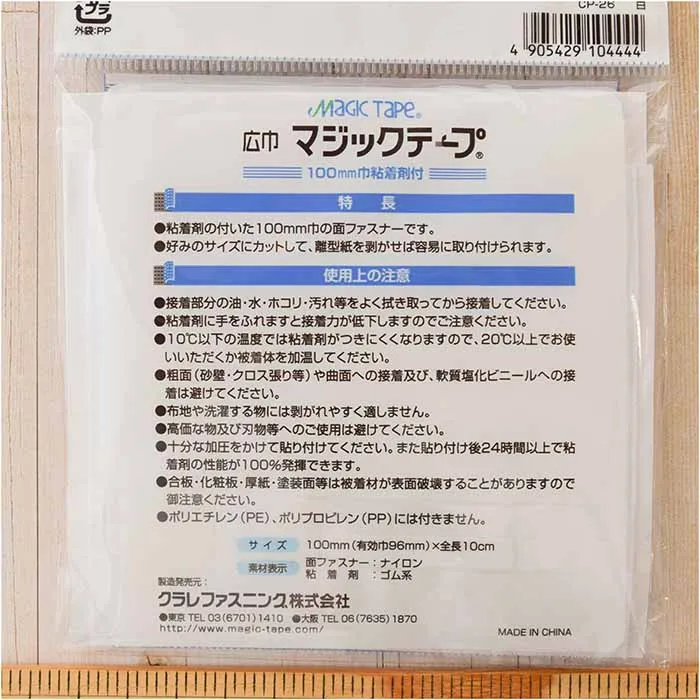 プラ
外袋:PP
CP-26 白
4 905429 104444
MAGIC TAPE®
広巾 マジックテープ®
100mm巾粘着剤付
特長
●粘着剤の付いた100mm巾の面ファスナーです。
●好みのサイズにカットして、離型紙を剥がせば容易に取り付けられます。
使用上の注意
●接着部分の油・水・ホコリ・汚れ等をよく拭き取ってから接着してください。
●粘着剤に手をふれますと接着力が低下しますのでご注意ください。
●10℃以下の温度では粘着剤がつきにくくなりますので、20℃以上でお使
いいただくか被着体を加温してください。
●粗面(砂壁・クロス張り等)や曲面への接着及び、軟質塩化ビニールへの接
着は避けてください。
●布地や洗濯する物には剥がれやすく適しません。
●高価な物及び刃物等へのご使用は避けてください。
●十分な加圧をかけて貼り付けてください。また貼り付け後24時間以上で粘
着剤の性能が100%発揮できます。
●合板・化粧板・厚紙・塗装面等は被着材が表面破壊することがありますので
御注意ください。
●ポリエチレン(PE)、ポリプロピレン(PP)には付きません。
サイズ 100mm(有効巾96mm)×全長10cm
素材表示 面ファスナー:ナイロン
粘着剤:ゴム系
製造発売元:
クラレファスニング株式会社
●東京 TEL 03(6701)1410 ●大阪 TEL 06(7635)1870
http://www.magic-tape.com/
MADE IN CHINA